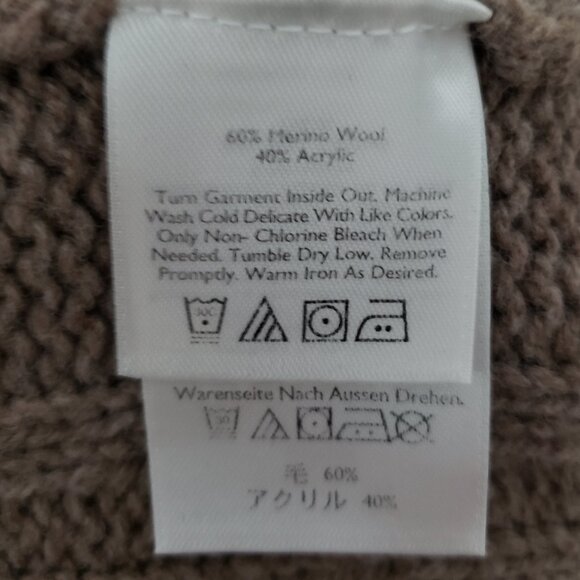 60% Merino Wool
40% Acrylic
Turn Garment Inside Out. Machine
Wash Cold Delicate With Like Colors.
Only Non- Chlorine Bleach When
Needed. Tumble Dry Low. Remove
Promptly. Warm Iron As Desired.
30C
Warenseite Nach Aussen Drehen.
30
毛 60%
アクリル 40%